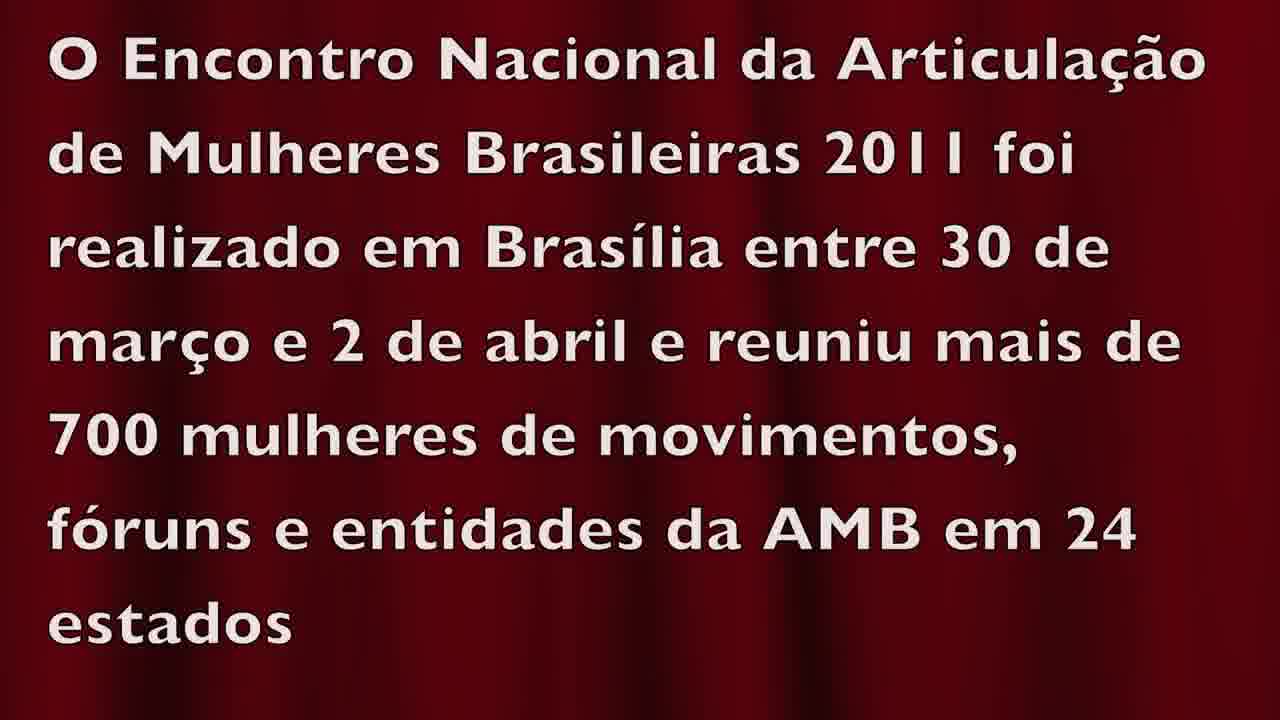 O Encontro Nacional da Articulação
de Mulheres Brasileiras 2011 foi
realizado em Brasília entre 30 de
março e 2 de abril e reuniu mais de
700 mulheres de movimentos,
fóruns e entidades da AMB em 24
estados